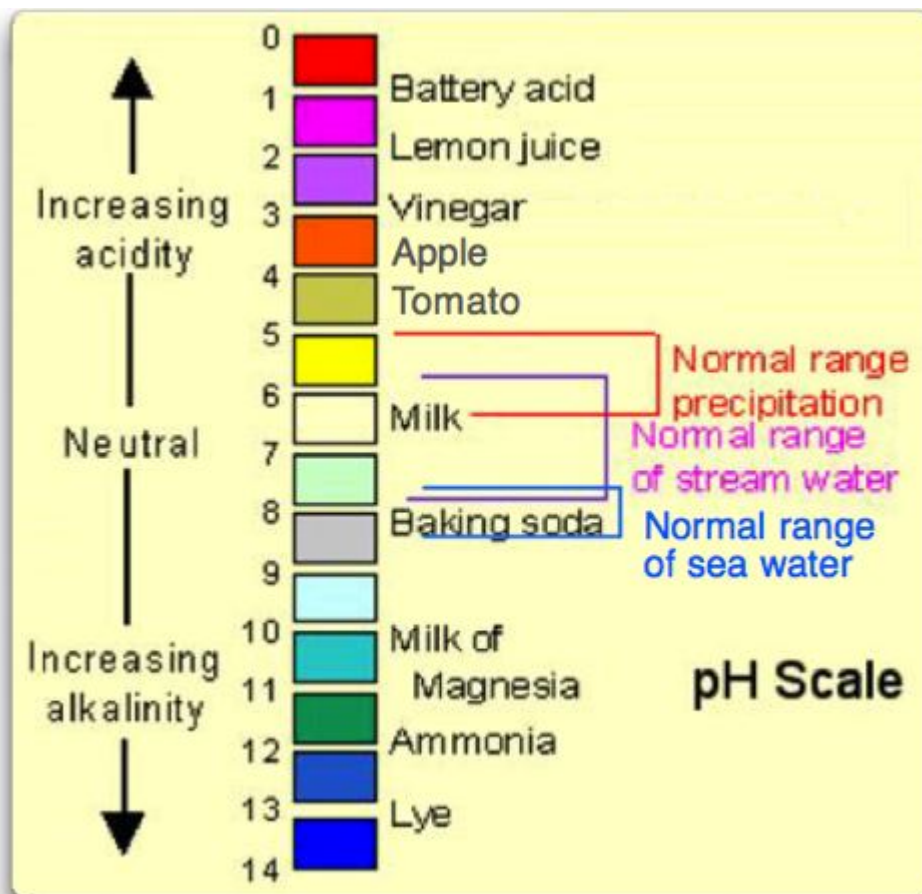 0
Battery acid
1
Lemon juice
2
Increasing
acidity
Vinegar
3
Apple
4
Tomato
5
Normal range
precipitation
6
Milk
Neutral
Normal range
of stream water
7
8
Baking soda
Normal range
of sea water
9
10
Milk of
Magnesia
Increasing
alkalinity
pH Scale
11
Ammonia
12
13
Lye
14